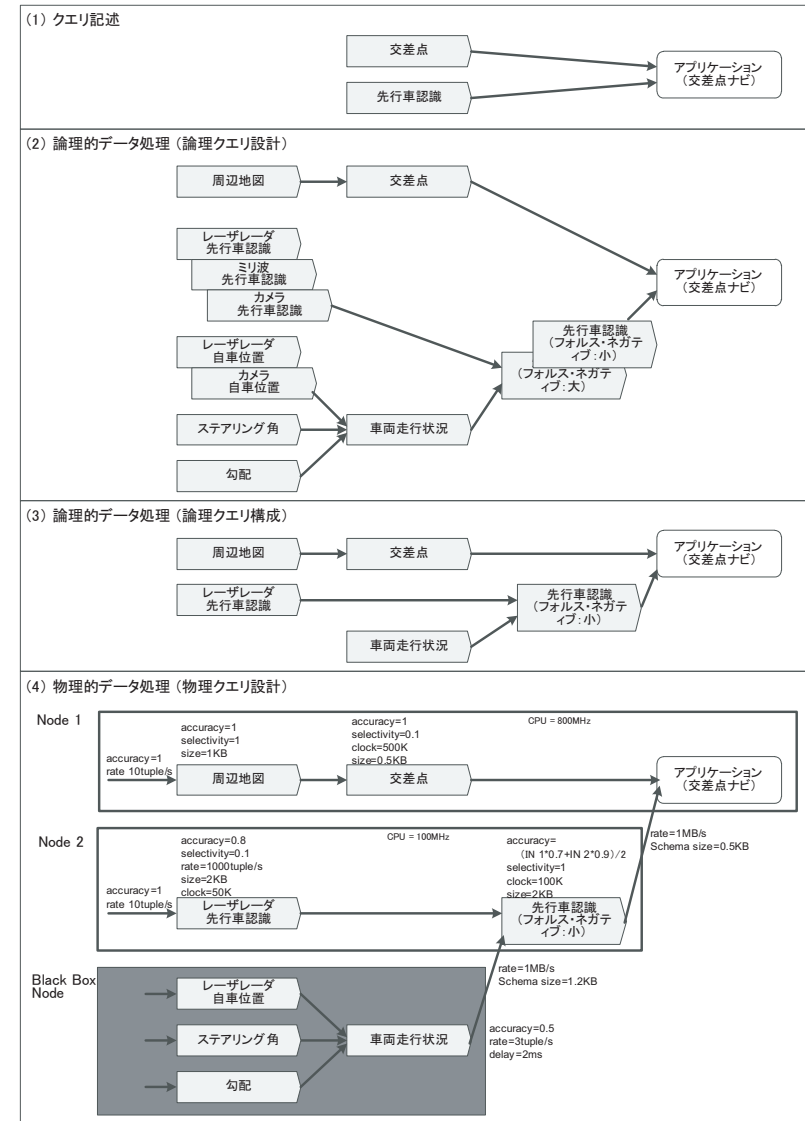 (1) クエリ記述
交差点
先行車認識
アプリケーション
(交差点ナビ)
(2) 論理的データ処理 (論理クエリ設計)
周辺地図
交差点
レーザレーダ
先行車認識
ミリ波
先行車認識
カメラ
先行車認識
アプリケーション
(交差点ナビ)
先行車認識
(フォルス・ネガテ
ィブ:小)
(フォルス・ネガテ
ィブ:大)
レーザレーダ
自車位置
カメラ
自車位置
ステアリング角
車両走行状況
勾配
(3) 論理的データ処理 (論理クエリ構成)
周辺地図
交差点
アプリケーション
(交差点ナビ)
レーザレーダ
先行車認識
先行車認識
(フォルス・ネガテ
ィブ:小)
車両走行状況
(4) 物理的データ処理 (物理クエリ設計)
Node 1
accuracy=1
rate 10tuple/s
accuracy=1
selectivity=1
size=1KB
周辺地図
accuracy=1
selectivity=0.1
clock=500K
size=0.5KB
交差点
CPU = 800MHz
アプリケーション
(交差点ナビ)
Node 2
accuracy=1
rate 10tuple/s
accuracy=0.8
selectivity=0.1
rate=1000tuple/s
size=2KB
clock=50K
レーザレーダ
先行車認識
CPU = 100MHz
accuracy=
(IN 1*0.7+IN 2*0.9)/2
selectivity=1
clock=100K
size=2KB
先行車認識
(フォルス・ネガテ
ィブ:小)
rate=1MB/s
Schema size=0.5KB
Black Box
Node
レーザレーダ
自車位置
ステアリング角
車両走行状況
勾配
rate=1MB/s
Schema size=1.2KB
accuracy=0.5
rate=3tuple/s
delay=2ms